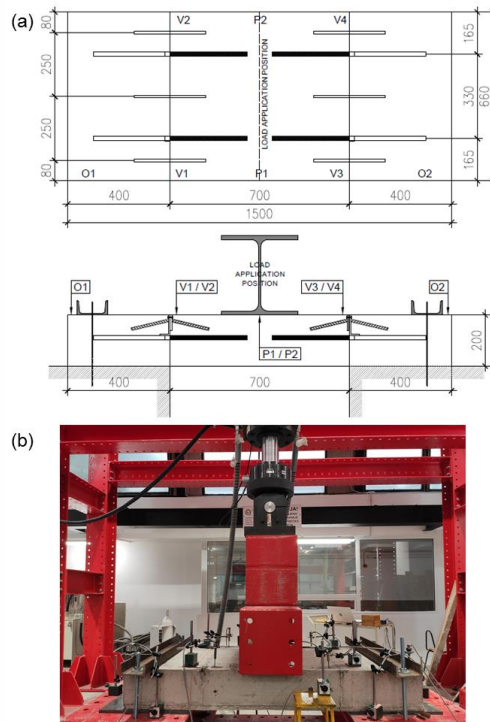 (a)
V2 P2 V4
80
250
250
80
165
330
660
165
LOAD APPLICATION POSITION
O1 V1 P1 V3 O2
400 700 400
1500
LOAD
APPLICATION
POSITION
O1
V1 / V2
V3 / V4
O2
P1 / P2
200
400 700 400
(b)